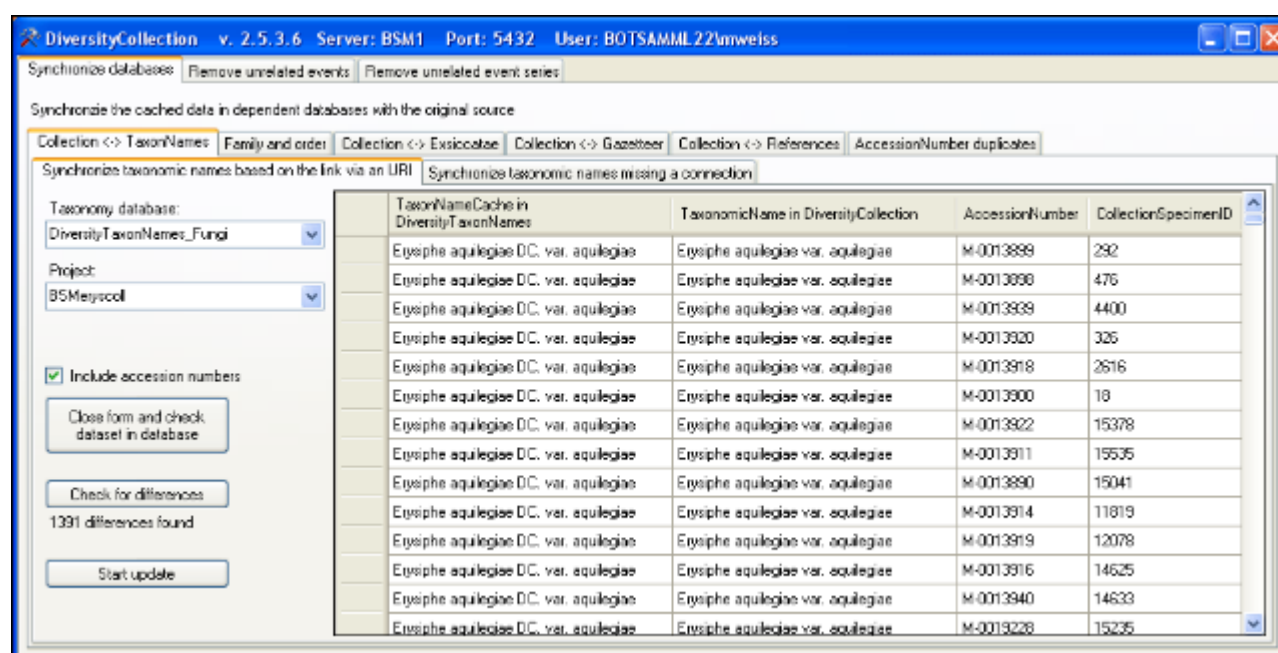 DiversityCollection v. 2.5.3.6 Server: BSM1 Port: 5432 User: BOTSAMML22\mweiss
Synchronize databases Remove unrelated events Remove unrelated event series
Synchronzie the cached data in dependent databases with the original source
Collection <-> TaxonNames Family and order Collection <-> Exsiccatae Collection <-> Gazetteer Collection <-> References AccessionNumber duplicates
Synchronize taxonomic names based on the link via an URI Synchronize taxonomic names missing a connection
Taxonomy database:
DiversityTaxonNames_Fungi
Project:
BSMeryscoll
Include accession numbers
Close form and check
dataset in database
Check for differences
1391 differences found
Start update
TaxonNameCache in
DiversityTaxonNames TaxonomicName in DiversityCollection AccessionNumber CollectionSpecimenID
Erysiphe aquilegiae DC. var. aquilegiae Erysiphe aquilegiae var. aquilegiae M-0013899 292
Erysiphe aquilegiae DC. var. aquilegiae Erysiphe aquilegiae var. aquilegiae M-0013898 476
Erysiphe aquilegiae DC. var. aquilegiae Erysiphe aquilegiae var. aquilegiae M-0013939 4400
Erysiphe aquilegiae DC. var. aquilegiae Erysiphe aquilegiae var. aquilegiae M-0013920 326
Erysiphe aquilegiae DC. var. aquilegiae Erysiphe aquilegiae var. aquilegiae M-0013918 2616
Erysiphe aquilegiae DC. var. aquilegiae Erysiphe aquilegiae var. aquilegiae M-0013900 18
Erysiphe aquilegiae DC. var. aquilegiae Erysiphe aquilegiae var. aquilegiae M-0013922 15378
Erysiphe aquilegiae DC. var. aquilegiae Erysiphe aquilegiae var. aquilegiae M-0013911 15535
Erysiphe aquilegiae DC. var. aquilegiae Erysiphe aquilegiae var. aquilegiae M-0013890 15041
Erysiphe aquilegiae DC. var. aquilegiae Erysiphe aquilegiae var. aquilegiae M-0013914 11819
Erysiphe aquilegiae DC. var. aquilegiae Erysiphe aquilegiae var. aquilegiae M-0013919 12078
Erysiphe aquilegiae DC. var. aquilegiae Erysiphe aquilegiae var. aquilegiae M-0013916 14625
Erysiphe aquilegiae DC. var. aquilegiae Erysiphe aquilegiae var. aquilegiae M-0013940 14633
Erysiphe aquilegiae DC. var. aquilegiae Erysiphe aquilegiae var. aquilegiae M-0019228 15235